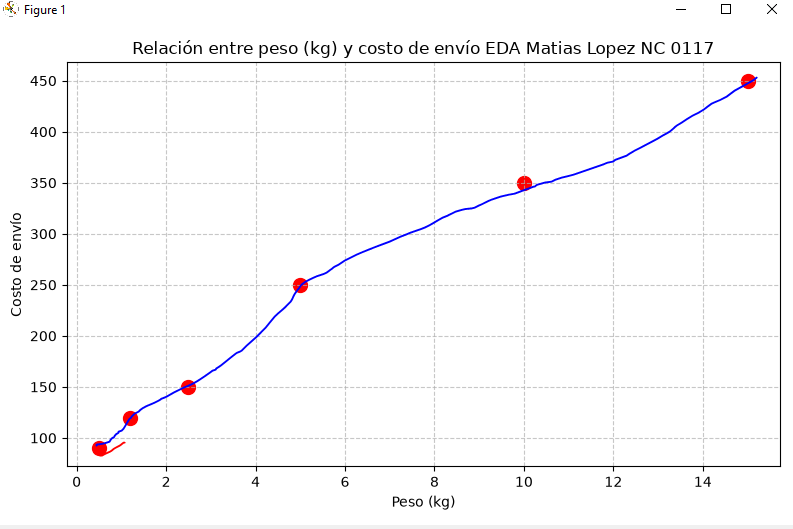 Figure 1
Relación entre peso (kg) y costo de envío EDA Matias Lopez NC 0117
450
400
350
300
250
200
150
100
Costo de envío
0 2 4 6 8 10 12 14
Peso (kg)